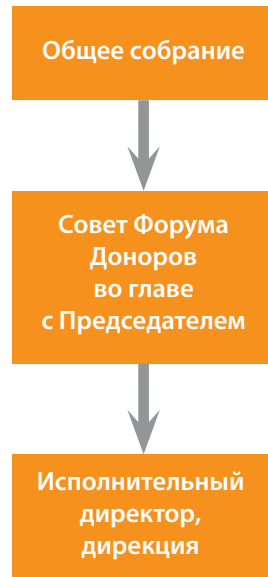 Общее собрание
Совет Форума
Доноров
во главе
с Председателем
Исполнительный
директор,
дирекция